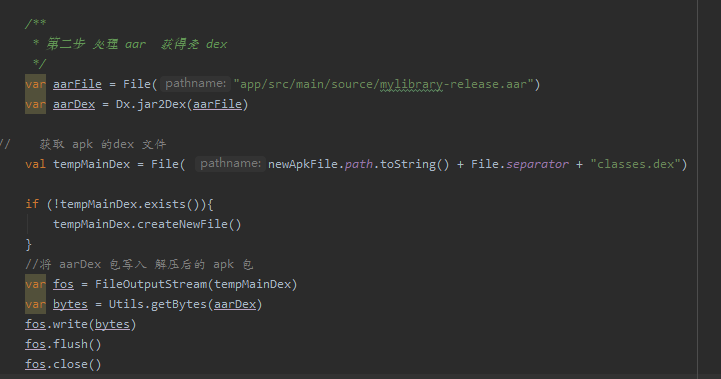 /**
* 第二步 处理 aar 获得壳 dex
*/
var aarFile = File( pathname: "app/src/main/source/mylibrary-release.aar")
var aarDex = Dx.jar2Dex(aarFile)
// 获取 apk 的dex 文件
val tempMainDex = File( pathname: newApkFile.path.toString() + File.separator + "classes.dex")
if (!tempMainDex.exists()){
tempMainDex.createNewFile()
}
//将 aarDex 包写入 解压后的 apk 包
var fos = FileOutputStream(tempMainDex)
var bytes = Utils.getBytes(aarDex)
fos.write(bytes)
fos.flush()
fos.close()